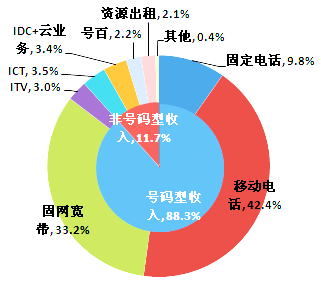 资源出租,2.1%
IDC+云业
务,3.4%
号百,2.2%
其他,0.4%
固定电话,9.8%
ICT,3.5%
ITV,3.0%
非号码型收
入,11.7%
号码型收
入,88.3%
移动电
话,42.4%
固网宽
带,33.2%